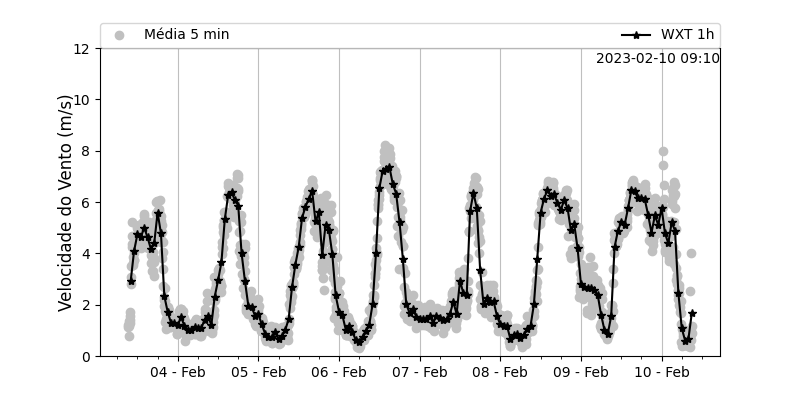 Média 5 min
WXT 1h
2023-02-10 09:10
Velocidade do Vento (m/s)
12
10
8
6
4
2
0
04 - Feb 05 - Feb 06 - Feb 07 - Feb 08 - Feb 09 - Feb 10 - Feb